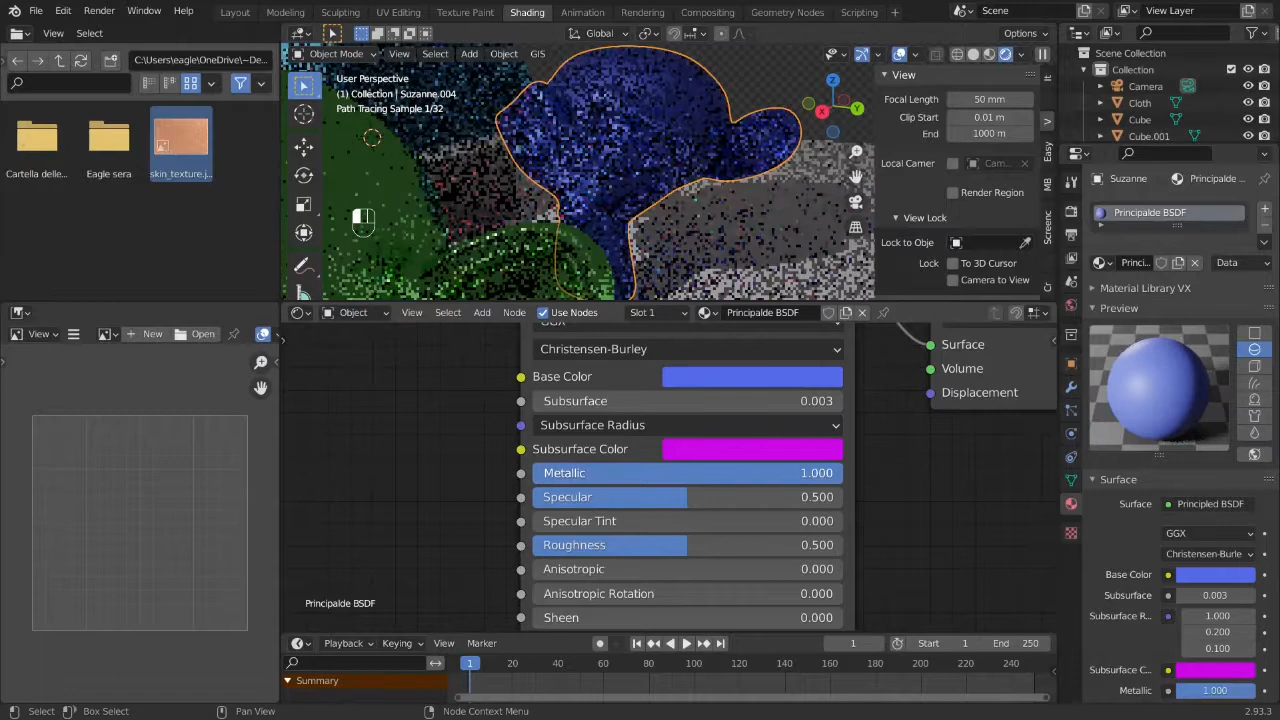 File Edit Render Window Help Layout Modeling Sculpting UV Editing Texture Paint Shading Animation Rendering Compositing Geometry Nodes Scripting Scene View Layer
View Select
Object Mode View Select Add Object GIS Global Options
C:\Users\eagle\OneDrive\~De...
Cartella delle... Eagle sera skin_texture.j...
User Perspective
(1) Collection | Suzanne.004
Path Tracing Sample 1/32
X
Y
Z
View
Focal Length 50 mm
Clip Start 0.01 m
End 1000 m
Local Camer Cam...
Render Region
View Lock
Lock to Obje
Lock To 3D Cursor
Camera to View
Easy
MB
Screenc
Scene Collection
Collection
Camera
Cloth
Cube
Cube.001
Suzanne Principalde ...
Principalde BSDF
Princi... Data
Material Library VX
Preview
Surface
Surface Principled BSDF
GGX
Christensen-Burle
Base Color
Subsurface 0.003
Subsurface R... 1.000
0.200
0.100
Subsurface C...
Metallic 1.000
View New Open
Object View Select Add Node Use Nodes Slot 1 Principalde BSDF
GGX
Christensen-Burley
Base Color
Subsurface 0.003
Subsurface Radius
Subsurface Color
Metallic 1.000
Specular 0.500
Specular Tint 0.000
Roughness 0.500
Anisotropic 0.000
Anisotropic Rotation 0.000
Sheen 0.000
Surface
Volume
Displacement
Principalde BSDF
Playback Keying View Marker 1 Start 1 End 250
1 20 40 60 80 100 120 140 160 180 200 220 240
Summary
Select Box Select Pan View Node Context Menu 2.93.3